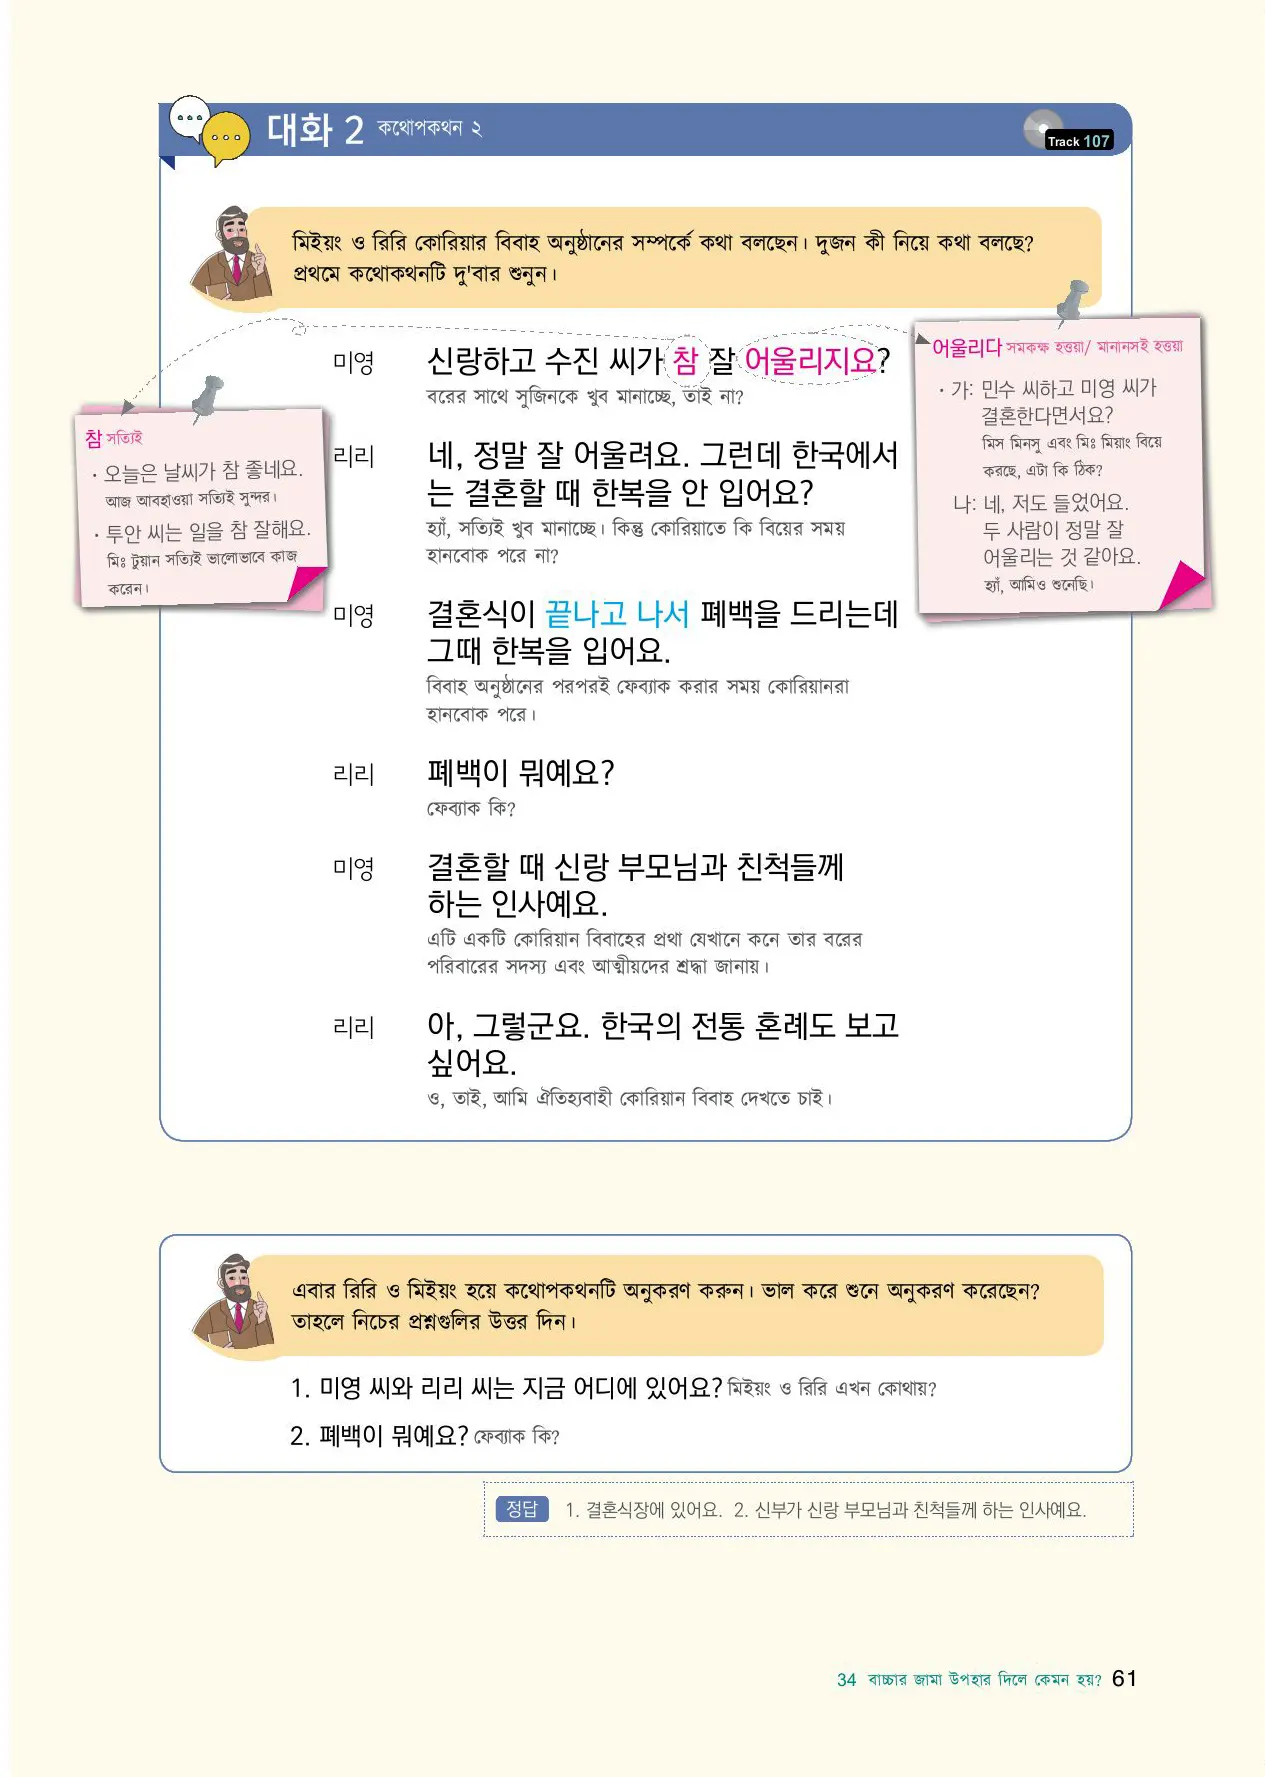 대화 2 কথোপকথন ২
Track 107
মিইয়ং ও রিরি কোরিয়ার বিবাহ অনুষ্ঠানের সম্পর্কে কথা বলছেন। দুজন কী নিয়ে কথা বলছে?
প্রথমে কথোকথনটি দু'বার শুনুন।
미영 신랑하고 수진 씨가 참 잘 어울리지요?
বরের সাথে সুজিনকে খুব মানাচ্ছে, তাই না?
리리 네, 정말 잘 어울려요. 그런데 한국에서
는 결혼할 때 한복을 안 입어요?
হ্যাঁ, সত্যিই খুব মানাচ্ছে। কিন্তু কোরিয়াতে কি বিয়ের সময়
হানবোক পরে না?
미영 결혼식이 끝나고 나서 폐백을 드리는데
그때 한복을 입어요.
বিবাহ অনুষ্ঠানের পরপরই ফেব্যাক করার সময় কোরিয়ানরা
হানবোক পরে।
리리 폐백이 뭐예요?
ফেব্যাক কি?
미영 결혼할 때 신랑 부모님과 친척들께
하는 인사예요.
এটি একটি কোরিয়ান বিবাহের প্রথা যেখানে কনে তার বরের
পরিবারের সদস্য এবং আত্মীয়দের শ্রদ্ধা জানায়।
리리 아, 그렇군요. 한국의 전통 혼례도 보고
싶어요.
ও, তাই, আমি ঐতিহ্যবাহী কোরিয়ান বিবাহ দেখতে চাই।
참 সত্যিই
· 오늘은 날씨가 참 좋네요.
আজ আবহাওয়া সত্যিই সুন্দর।
· 투안 씨는 일을 참 잘해요.
মিঃ টুয়ান সত্যিই ভালোভাবে কাজ
করেন।
어울리다 সমকক্ষ হওয়া/ মানানসই হওয়া
· 가: 민수 씨하고 미영 씨가
결혼한다면서요?
মিস মিনসু এবং মিঃ মিয়াং বিয়ে
করছে, এটা কি ঠিক?
나: 네, 저도 들었어요.
두 사람이 정말 잘
어울리는 것 같아요.
হ্যাঁ, আমিও শুনেছি।
এবার রিরি ও মিইয়ং হয়ে কথোপকথনটি অনুকরণ করুন। ভাল করে শুনে অনুকরণ করেছেন?
তাহলে নিচের প্রশ্নগুলির উত্তর দিন।
1. 미영 씨와 리리 씨는 지금 어디에 있어요? মিইয়ং ও রিরি এখন কোথায়?
2. 폐백이 뭐예요? ফেব্যাক কি?
정답 1. 결혼식장에 있어요. 2. 신부가 신랑 부모님과 친척들께 하는 인사예요.
34 বাচ্চার জামা উপহার দিলে কেমন হয়? 61